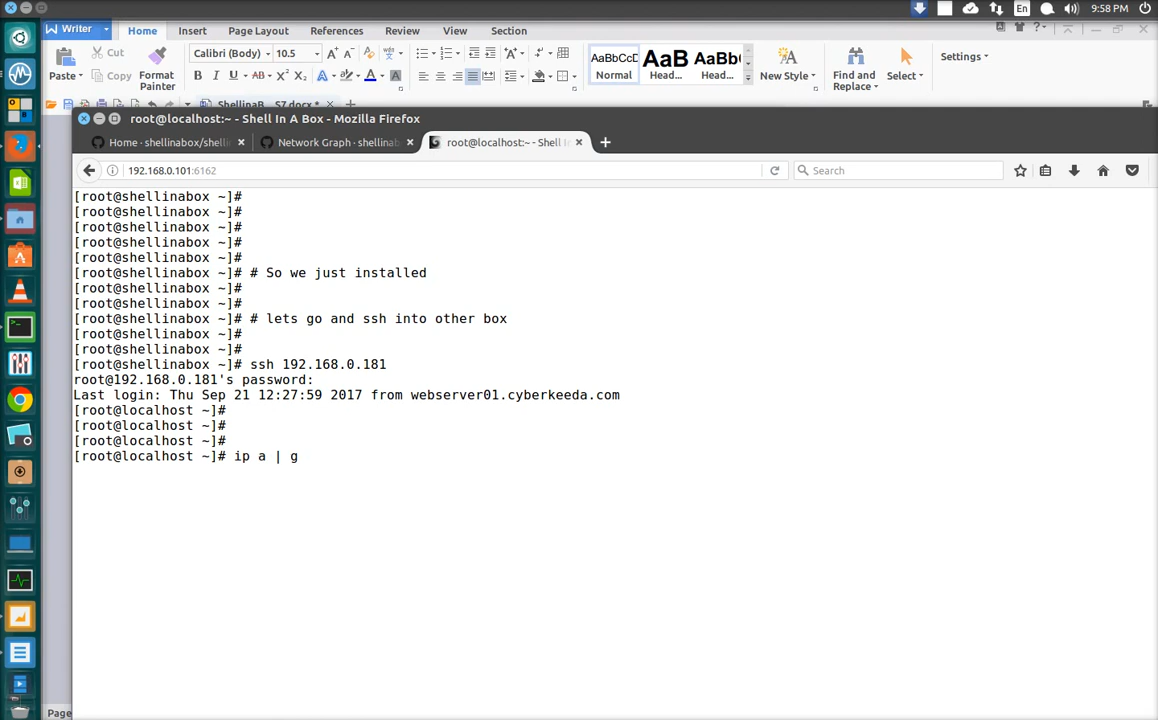 En 9:58 PM
Writer Home Insert Page Layout References Review View Section
Paste Cut Copy Format Painter Calibri (Body) 10.5 AaBbCcD Normal AaBb Head... AaBb( Head... New Style Find and Replace Select Settings
ShellinaB... S7.docx *
root@localhost:~ - Shell In A Box - Mozilla Firefox
Home · shellinabox/shelli Network Graph · shellinab root@localhost:~ - Shell I
192.168.0.101:6162 Search
[root@shellinabox ~]#
[root@shellinabox ~]#
[root@shellinabox ~]#
[root@shellinabox ~]#
[root@shellinabox ~]#
[root@shellinabox ~]# # So we just installed
[root@shellinabox ~]#
[root@shellinabox ~]#
[root@shellinabox ~]# # lets go and ssh into other box
[root@shellinabox ~]#
[root@shellinabox ~]#
[root@shellinabox ~]# ssh 192.168.0.181
root@192.168.0.181's password:
Last login: Thu Sep 21 12:27:59 2017 from webserver01.cyberkeeda.com
[root@localhost ~]#
[root@localhost ~]#
[root@localhost ~]#
[root@localhost ~]# ip a | g
Page